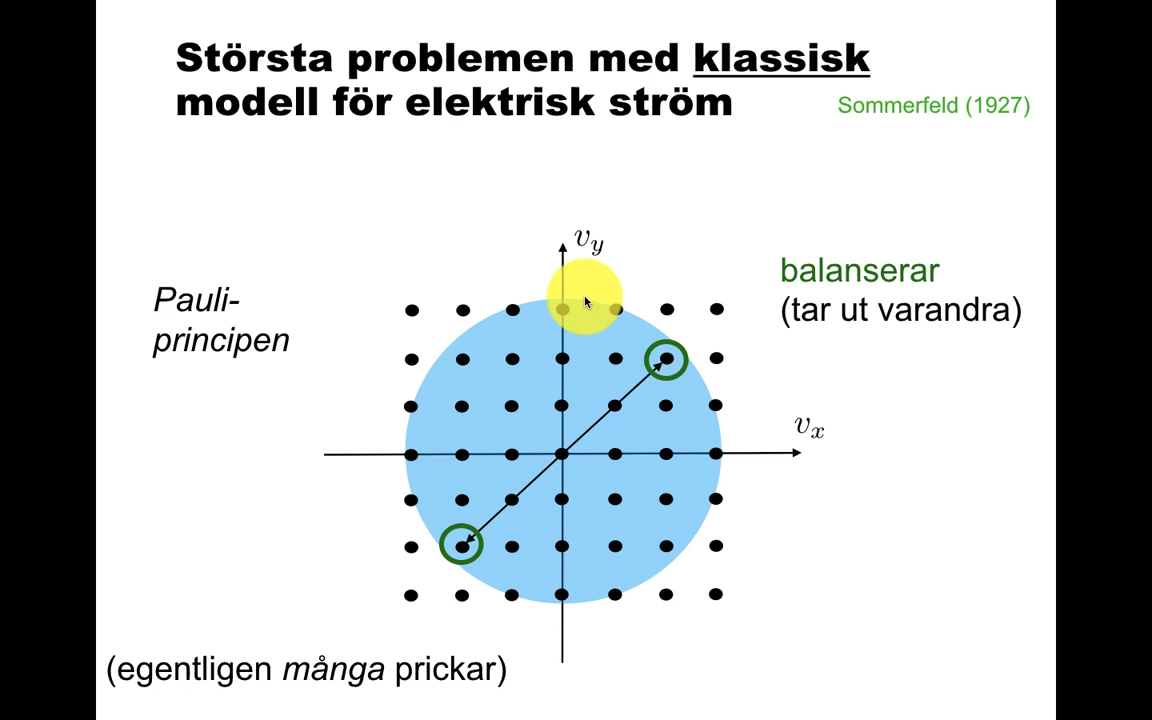 Största problemen med klassisk
modell för elektrisk ström
Sommerfeld (1927)
v_y
balanserar
(tar ut varandra)
Pauli-
principen
v_x
(egentligen många prickar)